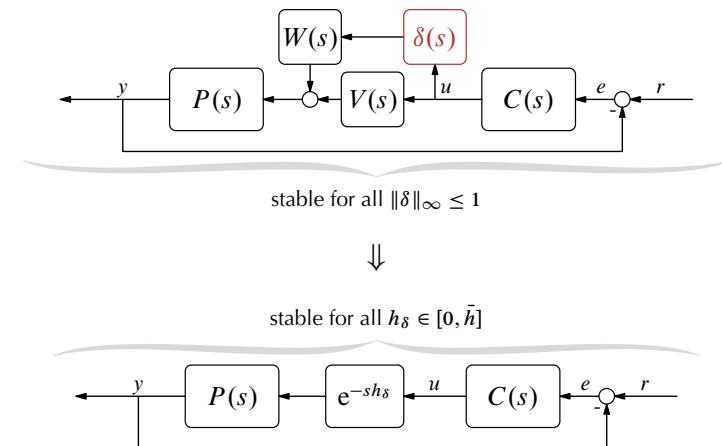 W(s) δ(s)
y P(s) V(s) u C(s) e r
-
stable for all ‖δ‖∞ ≤ 1
⇓
stable for all hδ ∈ [0, h̄]
y P(s) e^{-shδ} u C(s) e r
-